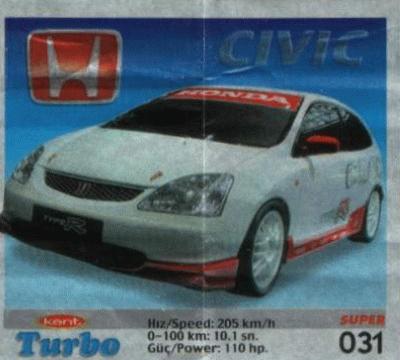 CIVIC
HONDA
TYPE R
kent
Turbo
Hız/Speed: 205 km/h
0-100 km: 10.1 sn.
Güç/Power: 110 hp.
SUPER
031